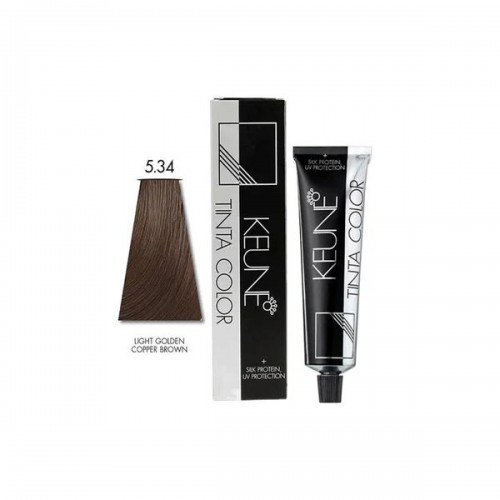 5.34
LIGHT GOLDEN
COPPER BROWN
KEUNE
TINTA COLOR
+
SILK PROTEIN,
UV PROTECTION
+
SILK PROTEIN,
UV PROTECTION
KEUNE
TINTA COLOR